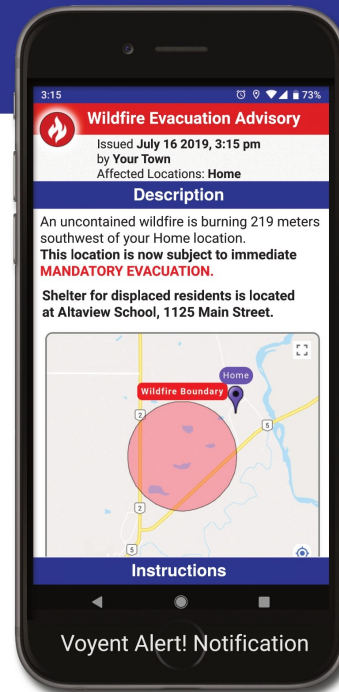 3:15
73%
Wildfire Evacuation Advisory
Issued July 16 2019, 3:15 pm
by Your Town
Affected Locations: Home
Description
An uncontained wildfire is burning 219 meters
southwest of your Home location.
This location is now subject to immediate
MANDATORY EVACUATION.
Shelter for displaced residents is located
at Altaview School, 1125 Main Street.
Home
Wildfire Boundary
2
5
2
5
Instructions
Voyent Alert! Notification